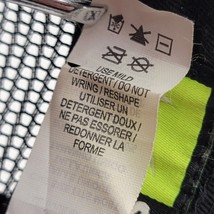 USE MILD
DETERGENT / DO NOT
WRING / RESHAPE
UTILISER UN
DETERGENT DOUX /
NE PAS ESSORER /
REDONNER LA
FORME